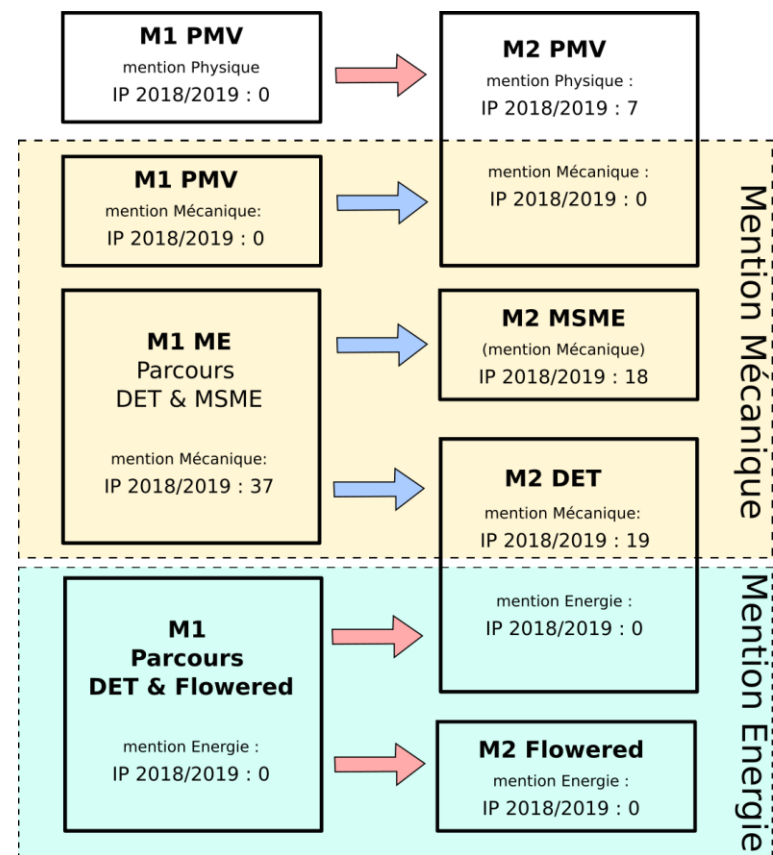 M1 PMV
mention Physique
IP 2018/2019 : 0
M2 PMV
mention Physique :
IP 2018/2019 : 7
M1 PMV
mention Mécanique:
IP 2018/2019 : 0
mention Mécanique :
IP 2018/2019 : 0
M1 ME
Parcours
DET & MSME
mention Mécanique:
IP 2018/2019 : 37
M2 MSME
(mention Mécanique)
IP 2018/2019 : 18
M2 DET
mention Mécanique:
IP 2018/2019 : 19
mention Energie :
IP 2018/2019 : 0
M1
Parcours
DET & Flowered
mention Energie :
IP 2018/2019 : 0
M2 Flowered
mention Energie :
IP 2018/2019 : 0
Mention Mécanique
Mention Energie